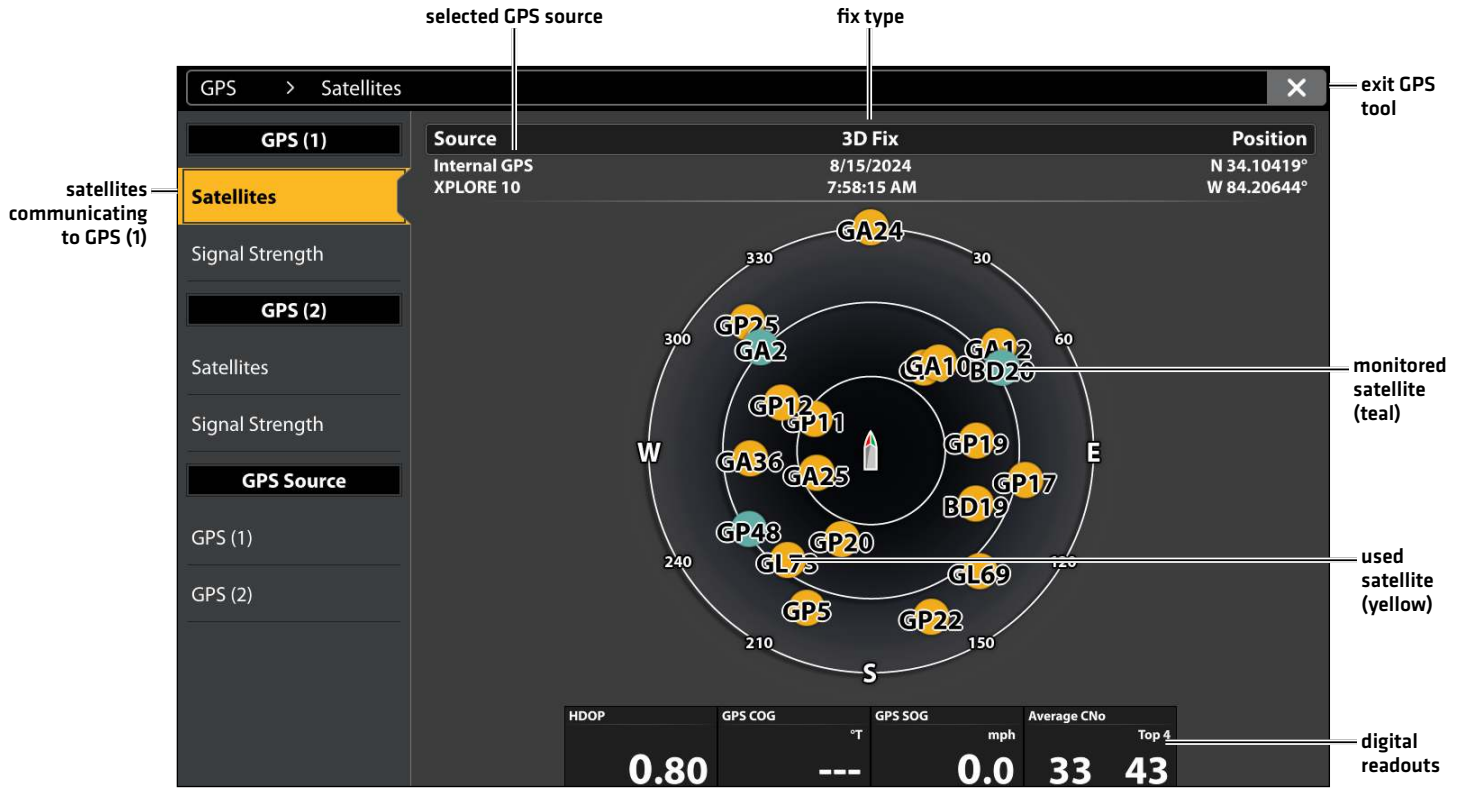 selected GPS source
fix type
GPS > Satellites
exit GPS
tool
GPS (1)
Source
3D Fix
Position
Internal GPS
8/15/2024
N 34.10419°
XPLORE 10
7:58:15 AM
W 84.20644°
satellites
communicating
to GPS (1)
Satellites
Signal Strength
GPS (2)
Satellites
Signal Strength
GPS Source
GPS (1)
GPS (2)
GA24
330
30
GP25
300
GA2
GA12
60
GA10
BD20
monitored
satellite
(teal)
GP12
GP11
GP19
W
E
GA36
GA25
GP17
BD19
GP48
GP20
240
GL73
GL69
120
used
satellite
(yellow)
GP5
GP22
210
150
S
HDOP
GPS COG
GPS SOG
Average CNo
°T
mph
Top 4
0.80
---
0.0
33
43
digital
readouts